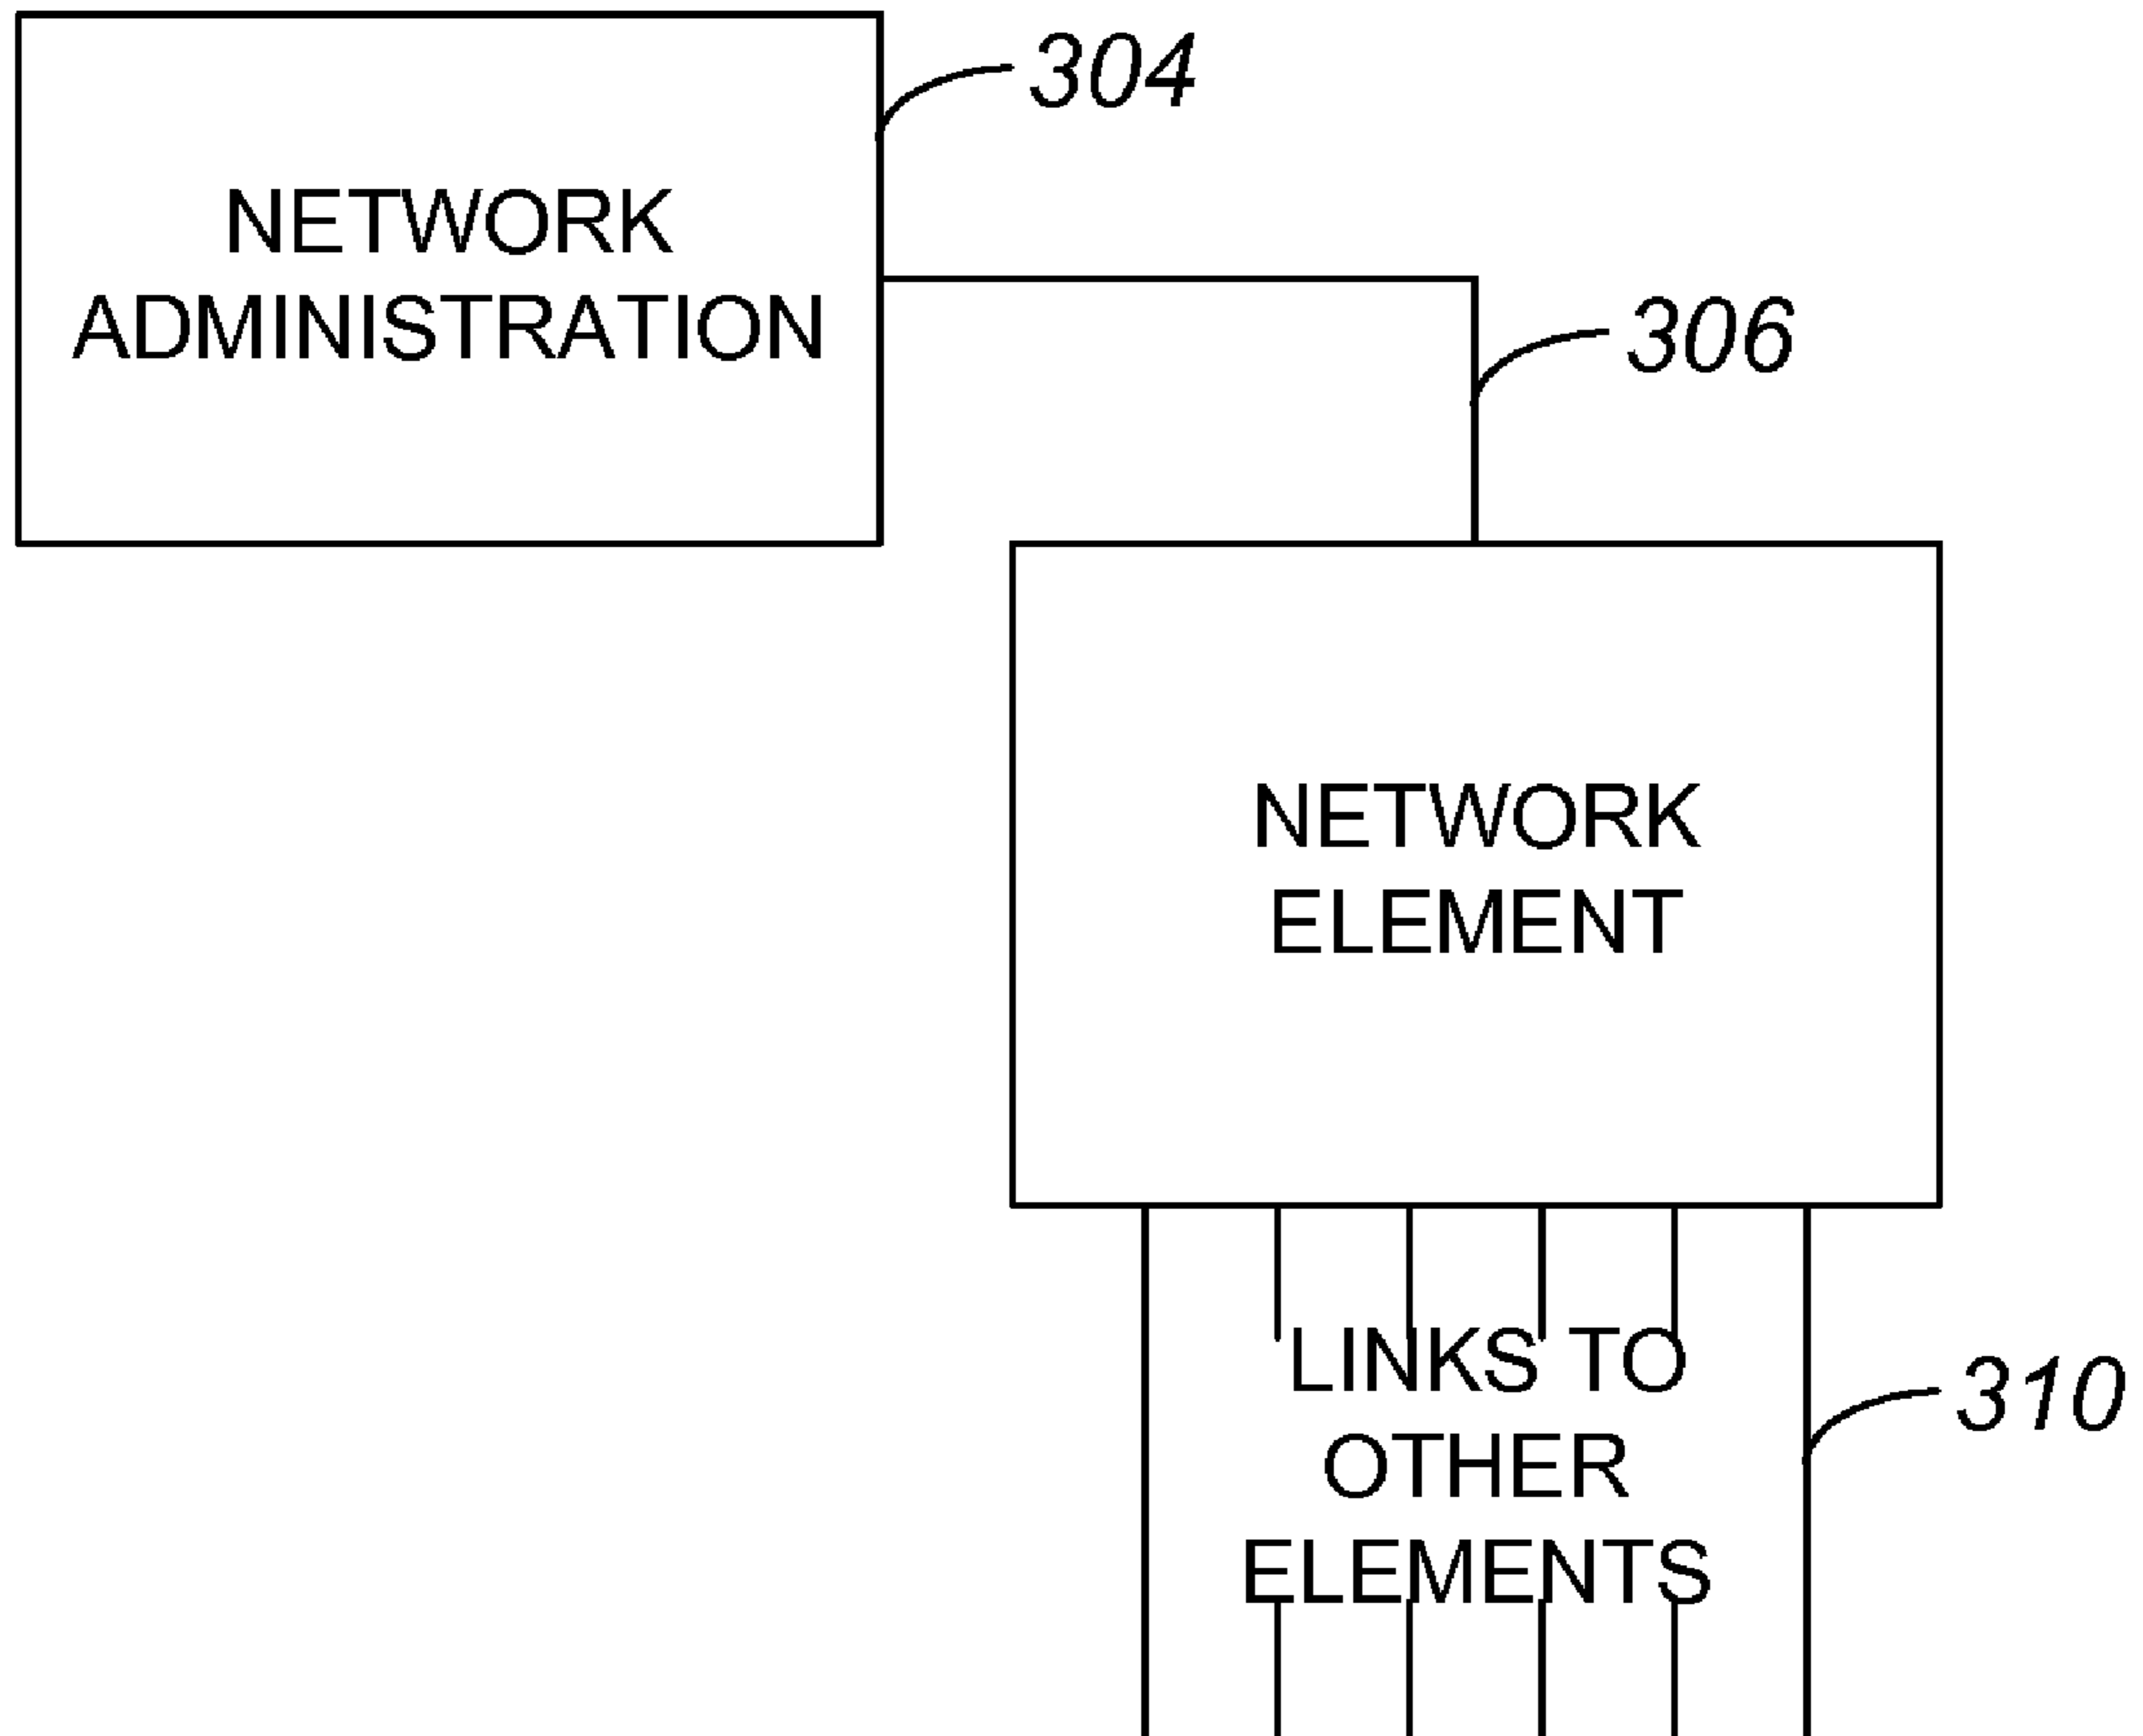 304
NETWORK
ADMINISTRATION
306
NETWORK
ELEMENT
LINKS TO
OTHER
ELEMENTS
310